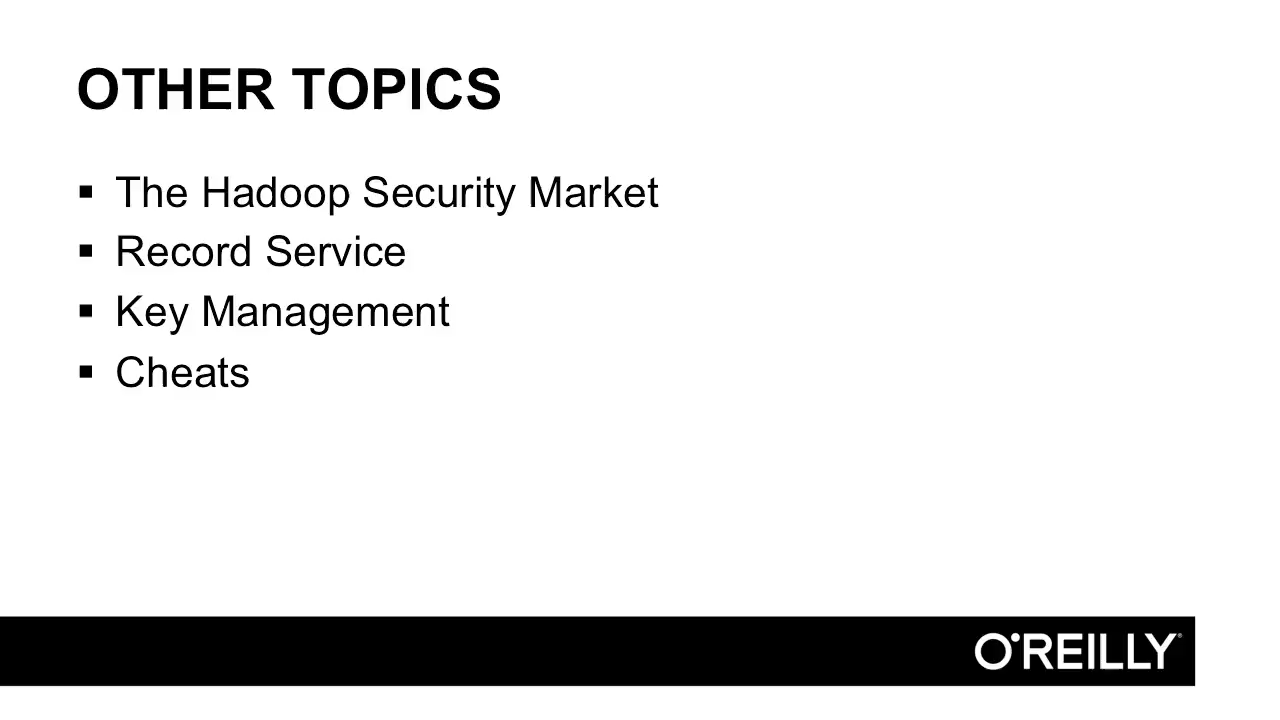 OTHER TOPICS
▪ The Hadoop Security Market
▪ Record Service
▪ Key Management
▪ Cheats
O'REILLY®